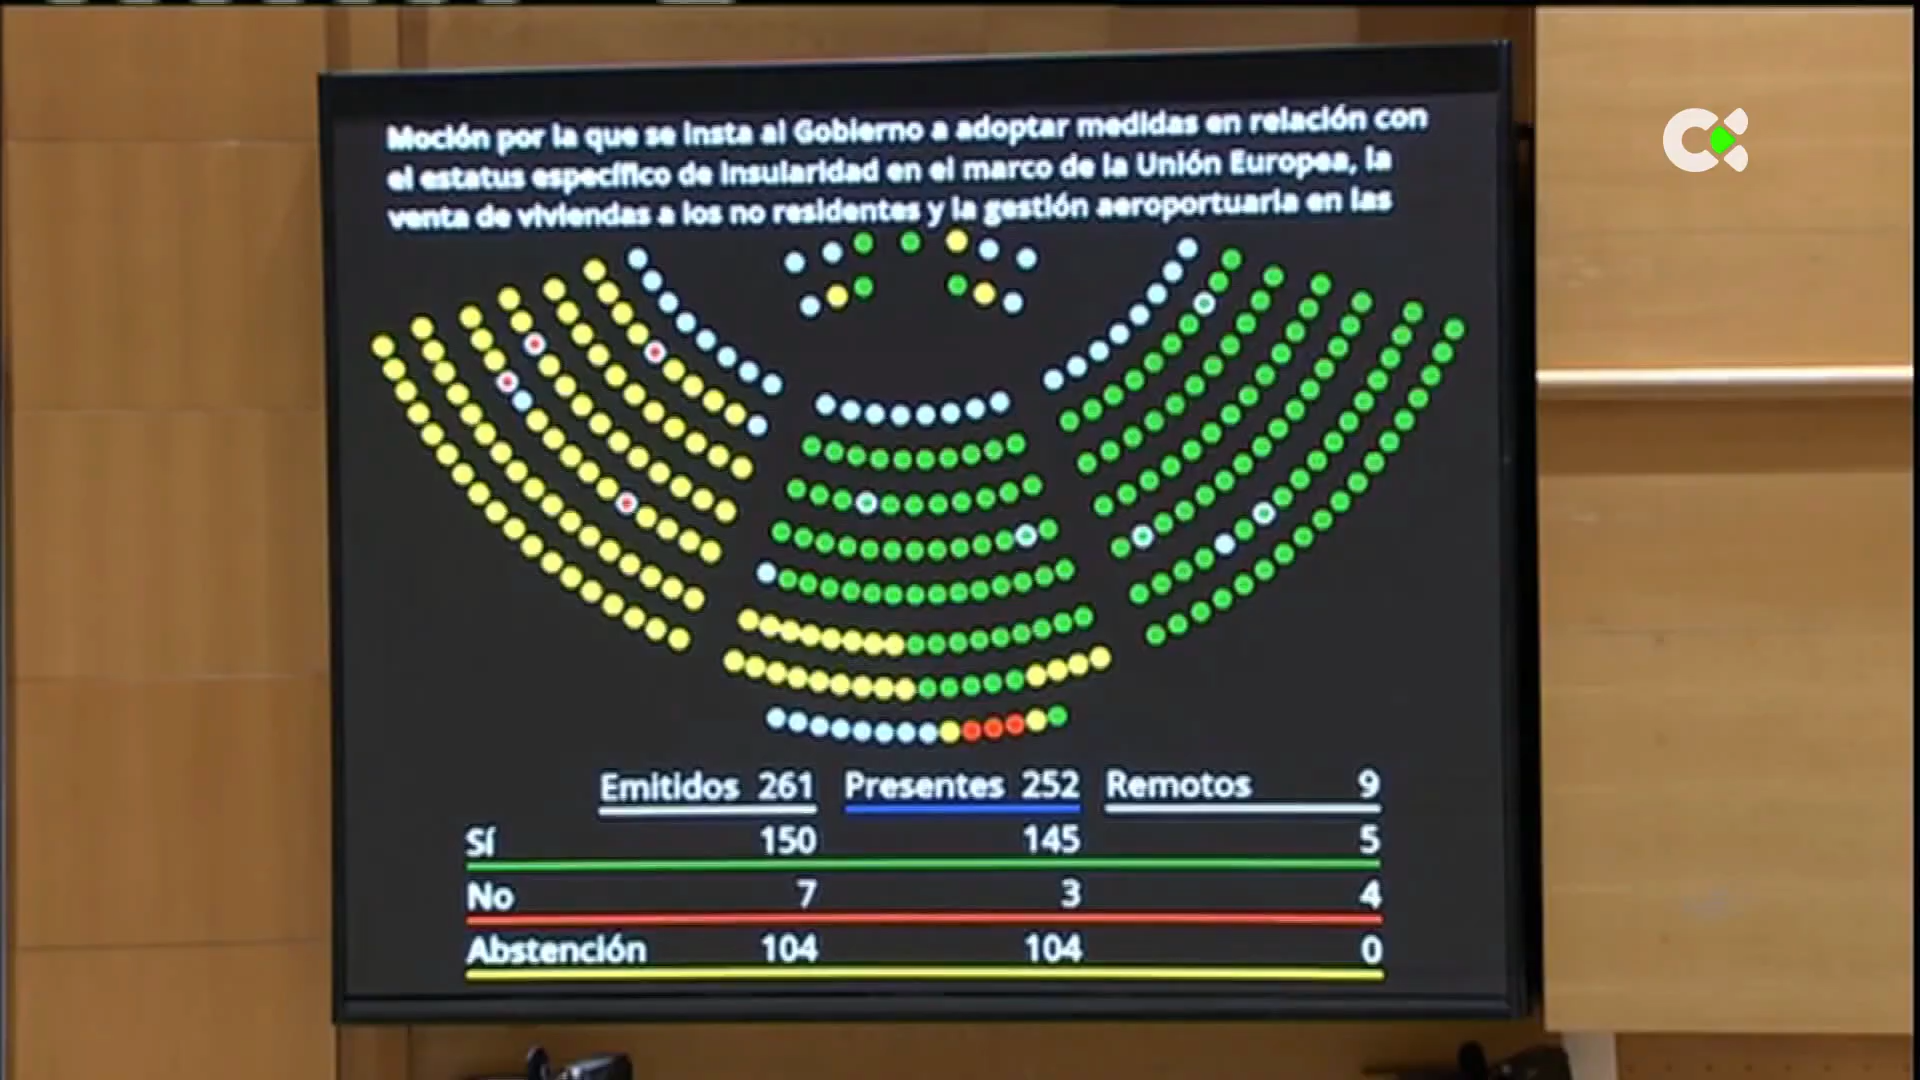 Moción por la que se insta al Gobierno a adoptar medidas en relación con
el estatus específico de insularidad en el marco de la Unión Europea, la
venta de viviendas a los no residentes y la gestión aeroportuaria en las
Emitidos 261 Presentes 252 Remotos 9
Sí 150 145 5
No 7 3 4
Abstención 104 104 0